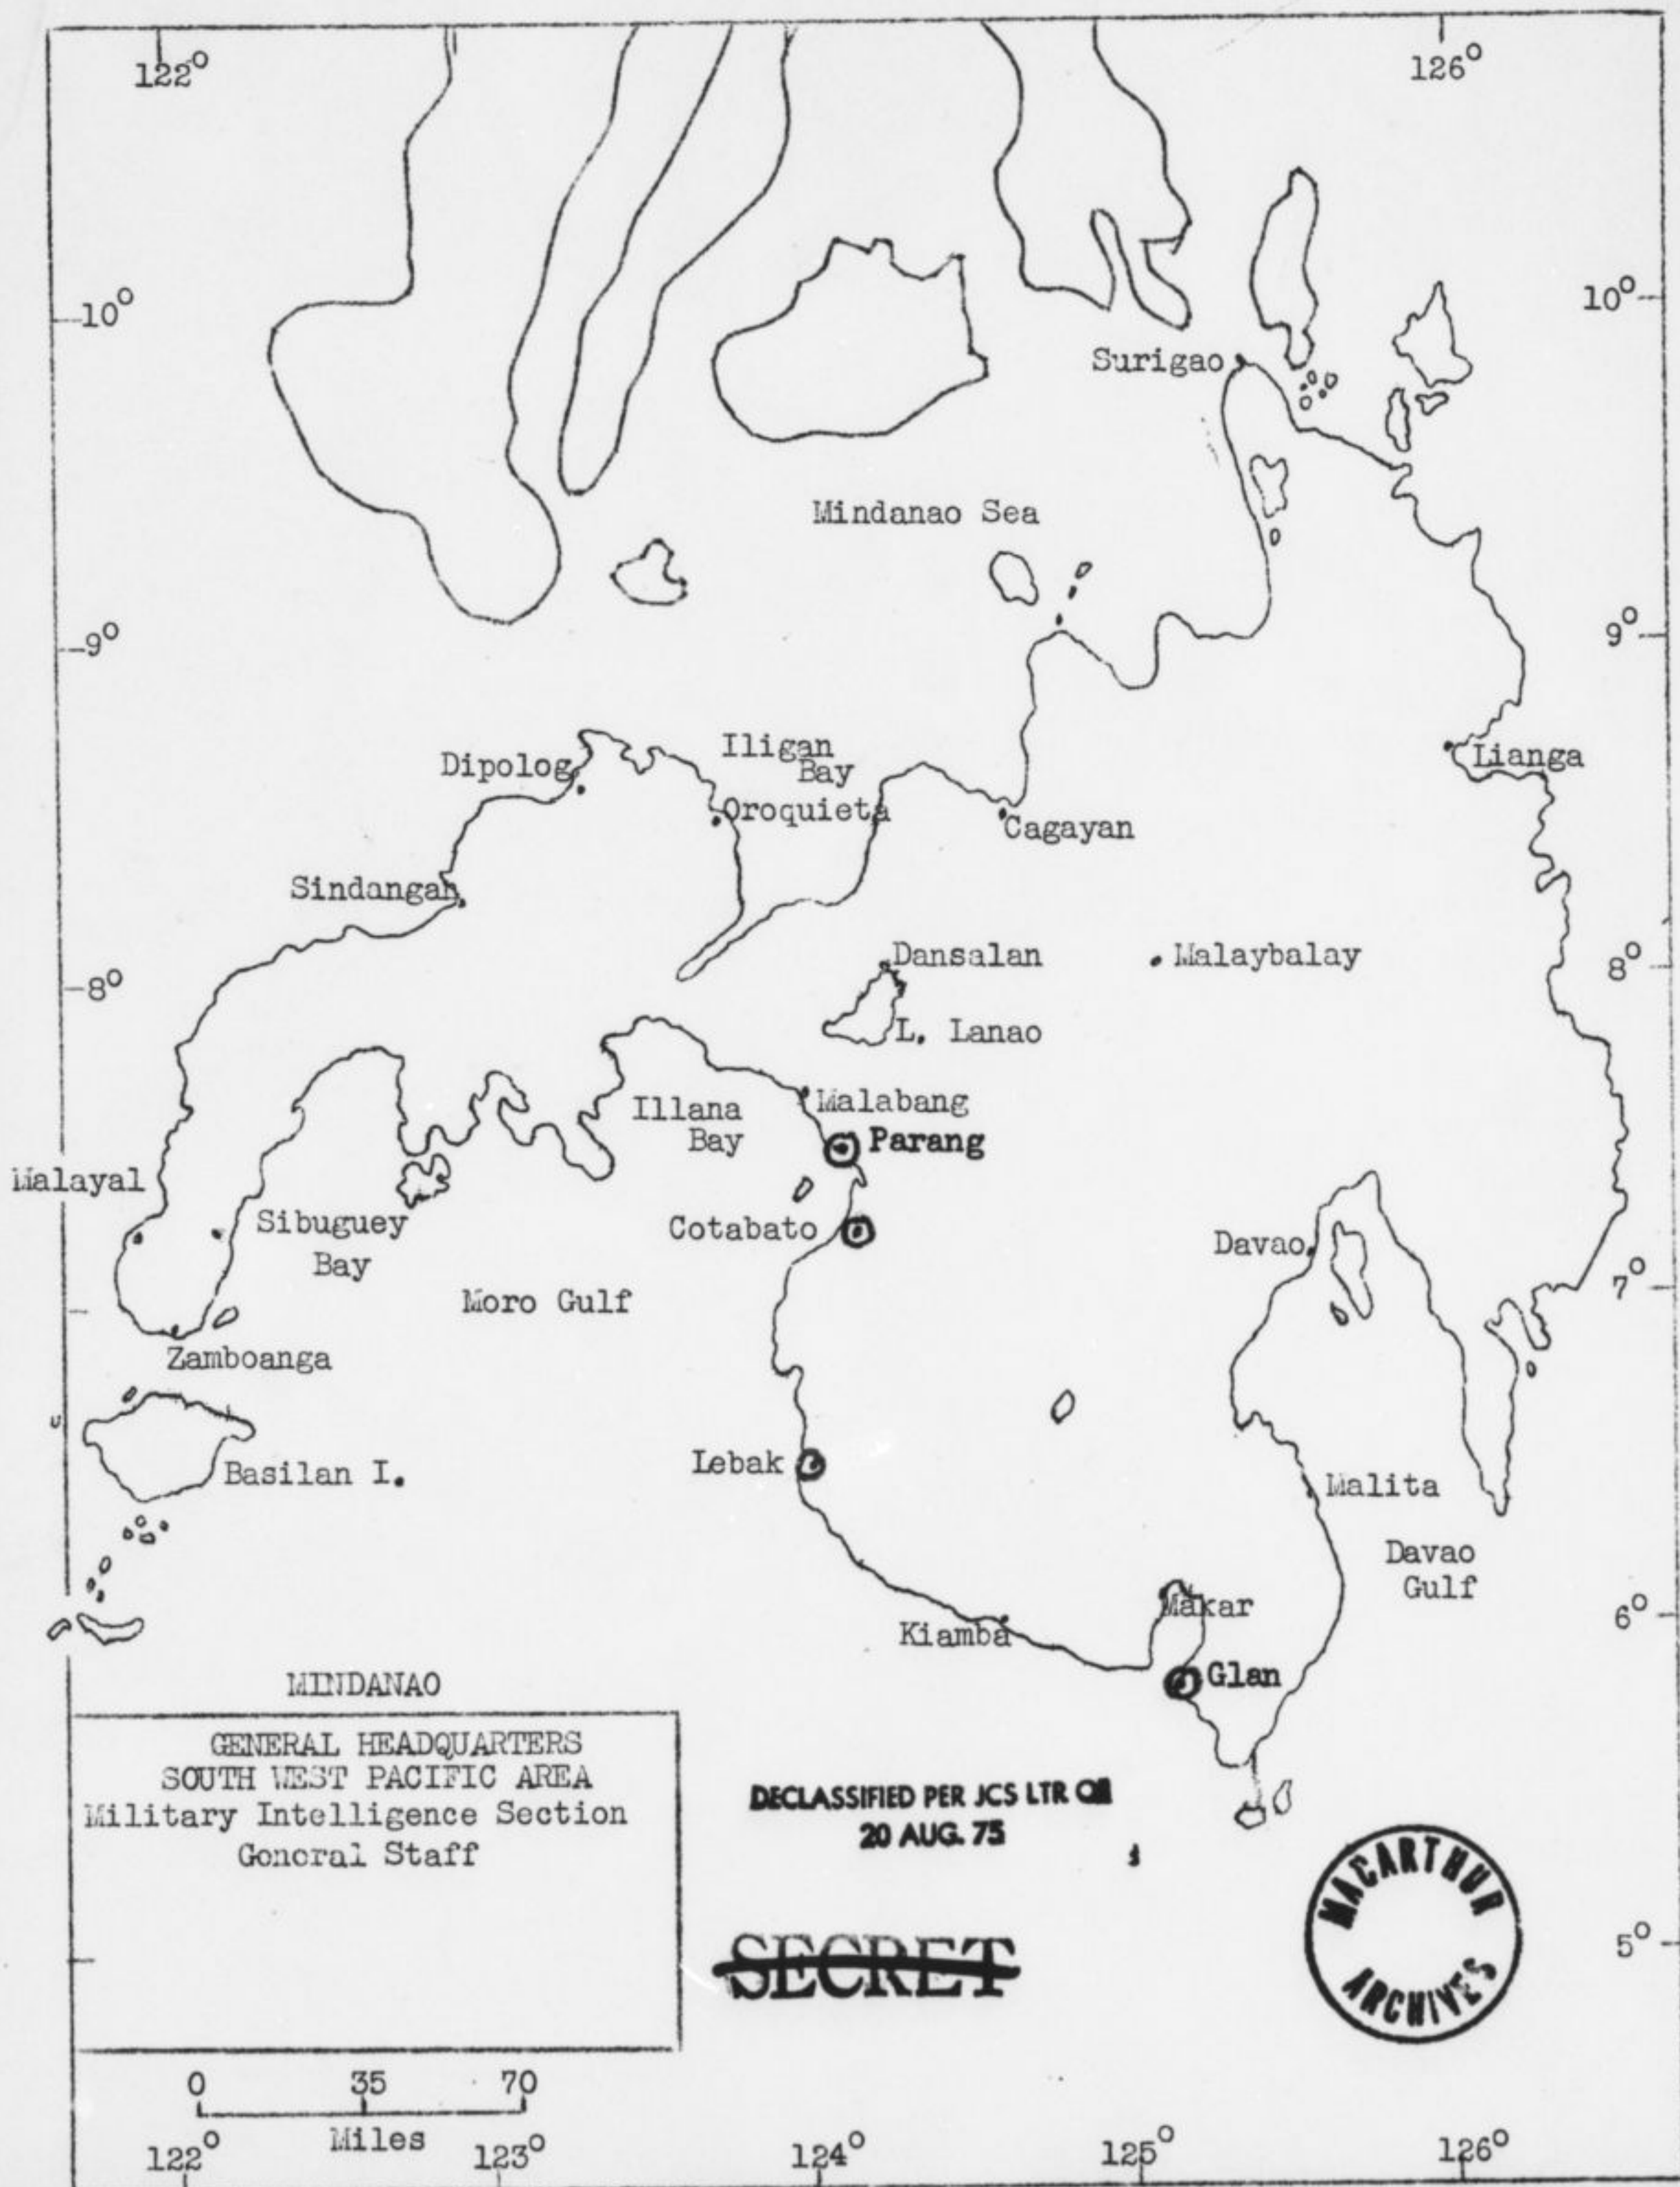 122°
126°
10°
10°
Surigao
Mindanao Sea
9°
9°
Iligan
Bay
Dipolog
Lianga
Oroquieta
Cagayan
Sindangan
Dansalan
Malaybalay
8°
8°
L. Lanao
Malabang
Illana
Bay
Parang
Malayal
Sibuguey
Bay
Cotabato
Davao
7°
Moro Gulf
Zamboanga
Lebak
Basilan I.
Malita
Davao
Gulf
Makar
6°
Kiamba
Glan
MINDANAO
GENERAL HEADQUARTERS
SOUTH WEST PACIFIC AREA
Military Intelligence Section
General Staff
DECLASSIFIED PER JCS LTR
20 AUG. 75
MACARTHUR
ARCHIVES
SECRET
5°
0 35 70
Miles
122° 123° 124° 125° 126°